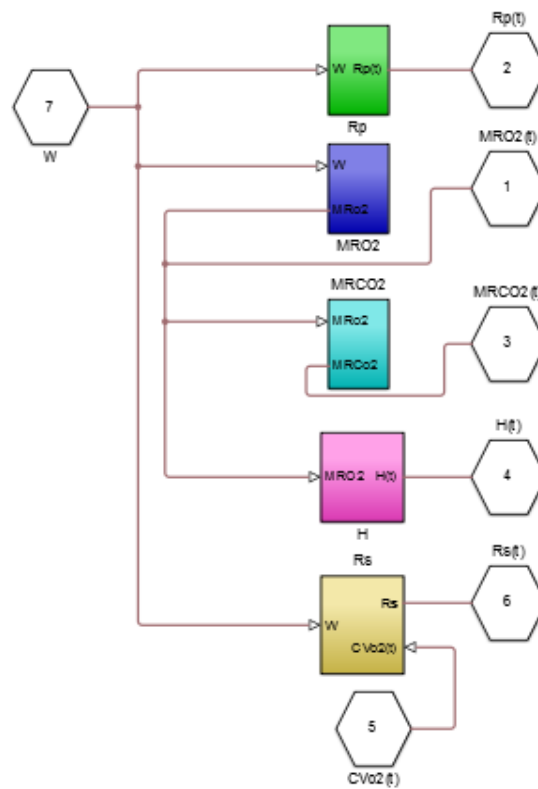 Rp(t)
2
7
W
W Rp(t)
Rp
MRO2(t)
1
W
MRo2
MRO2
MRCO2
MRCO2(t)
MRo2
MRCo2
3
H(t)
MRO2 H(t)
4
H
Rs
Rs(t)
Rs
6
W
CVo2(t)
5
CVo2(t)